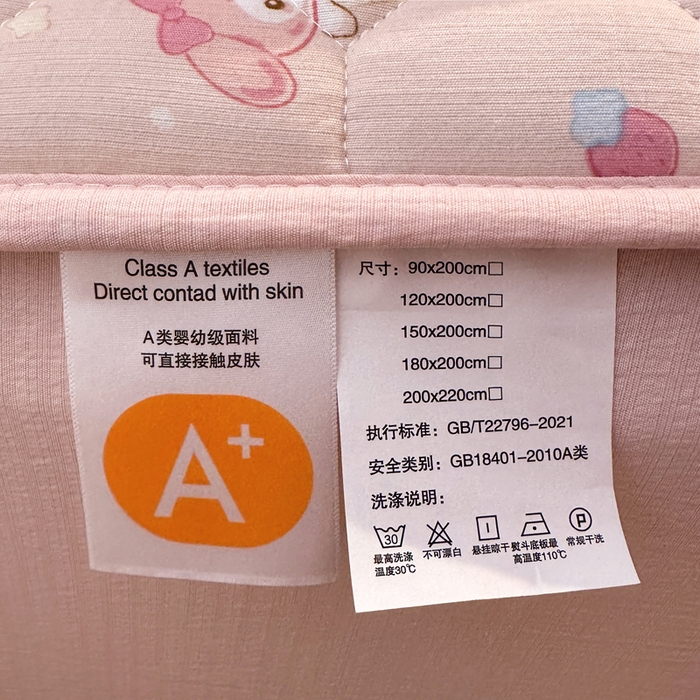 Class A textiles
Direct contad with skin
A类婴幼级面料
可直接接触皮肤
A+
尺寸：90x200cm□
120x200cm□
150x200cm□
180x200cm□
200x220cm□
执行标准：GB/T22796-2021
安全类别：GB18401-2010A类
洗涤说明：
30
P
最高洗涤
温度30℃
不可漂白
悬挂晾干
熨斗底板最
高温度110℃
常规干洗